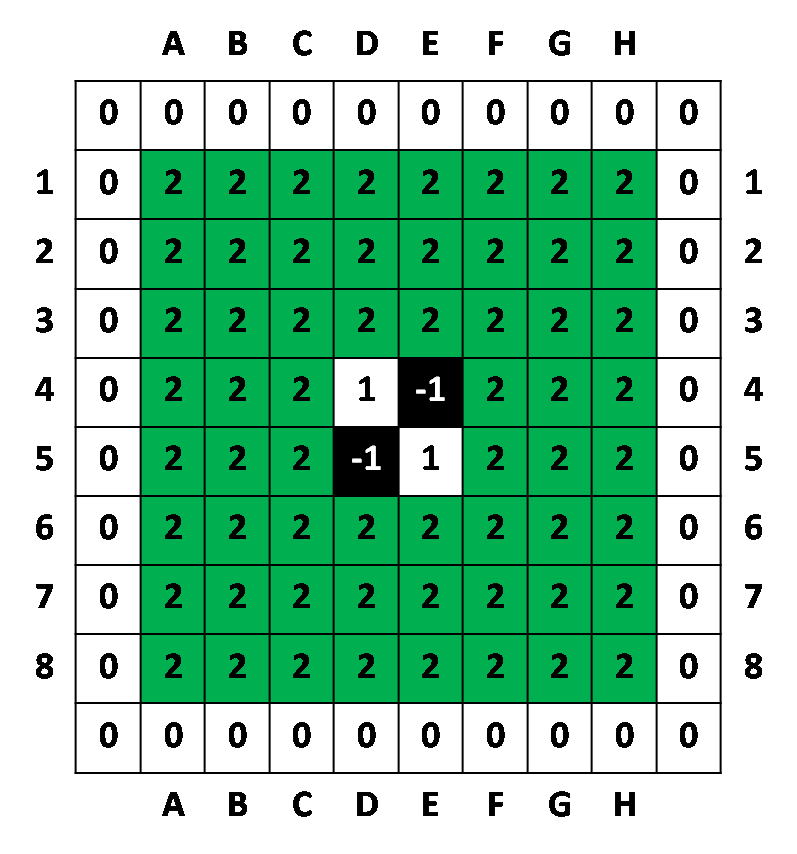 A B C D E F G H
0 0 0 0 0 0 0 0 0 0
1 0 2 2 2 2 2 2 2 2 0 1
2 0 2 2 2 2 2 2 2 2 0 2
3 0 2 2 2 2 2 2 2 2 0 3
4 0 2 2 2 1 -1 2 2 2 0 4
5 0 2 2 2 -1 1 2 2 2 0 5
6 0 2 2 2 2 2 2 2 2 0 6
7 0 2 2 2 2 2 2 2 2 0 7
8 0 2 2 2 2 2 2 2 2 0 8
0 0 0 0 0 0 0 0 0 0
A B C D E F G H